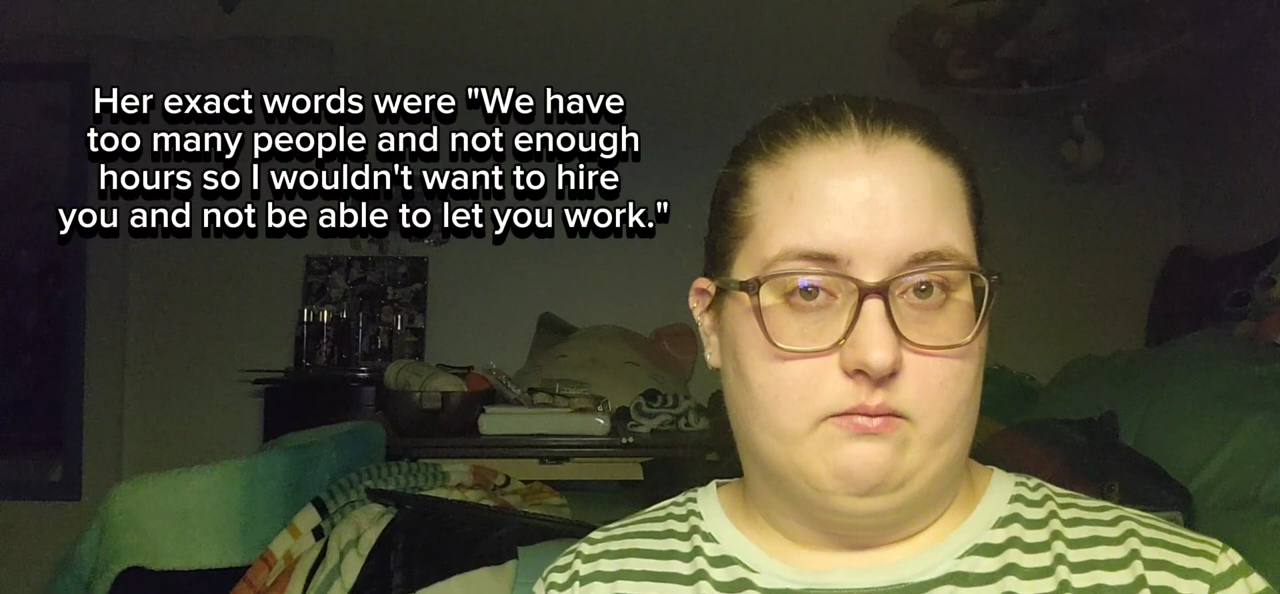 Her exact words were "We have
too many people and not enough
hours so I wouldn't want to hire
you and not be able to let you work."